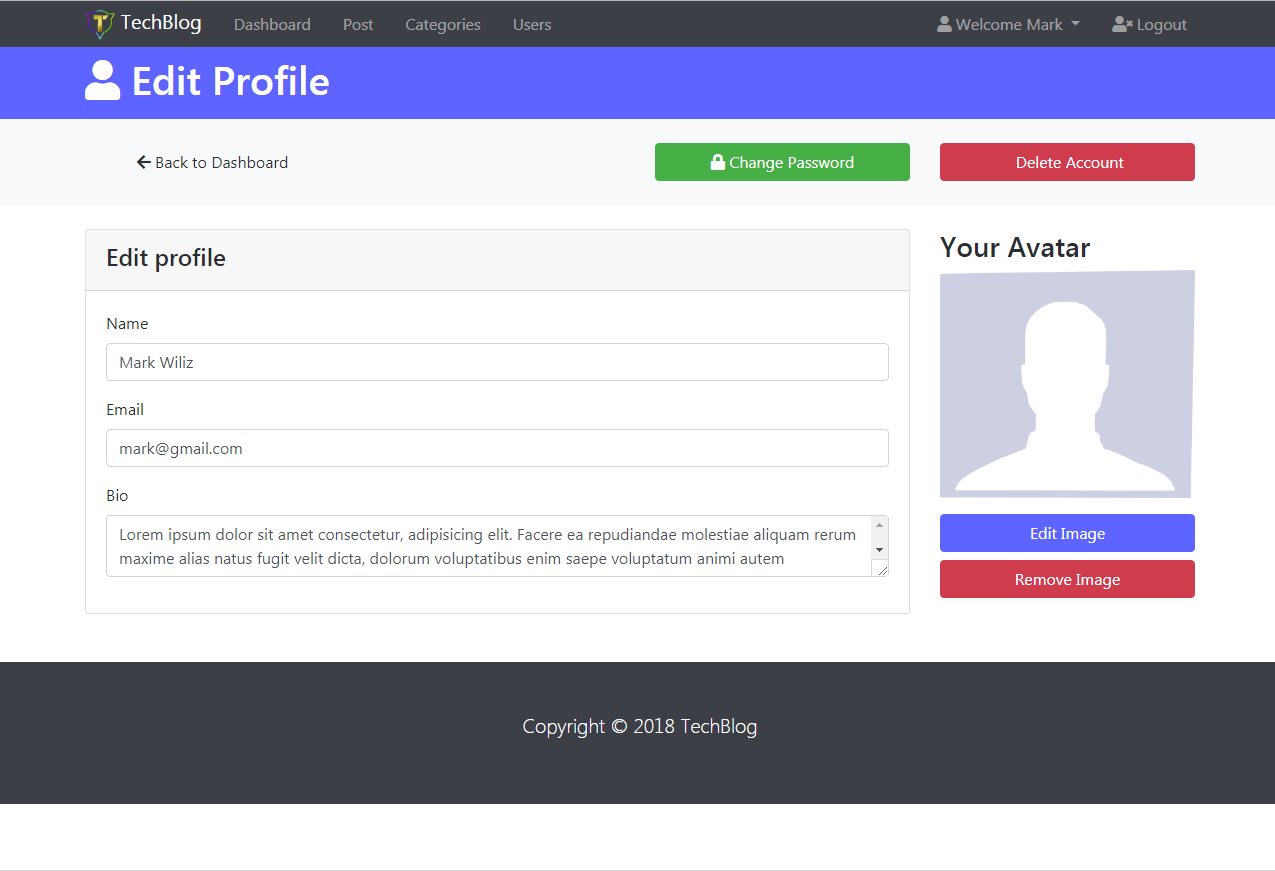 TechBlog Dashboard Post Categories Users Welcome Mark Logout
Edit Profile
Back to Dashboard Change Password Delete Account
Edit profile
Name
Mark Wiliz
Email
mark@gmail.com
Bio
Lorem ipsum dolor sit amet consectetur, adipisicing elit. Facere ea repudiandae molestiae aliquam rerum
maxime alias natus fugit velit dicta, dolorum voluptatibus enim saepe voluptatum animi autem
Your Avatar
Edit Image
Remove Image
Copyright © 2018 TechBlog